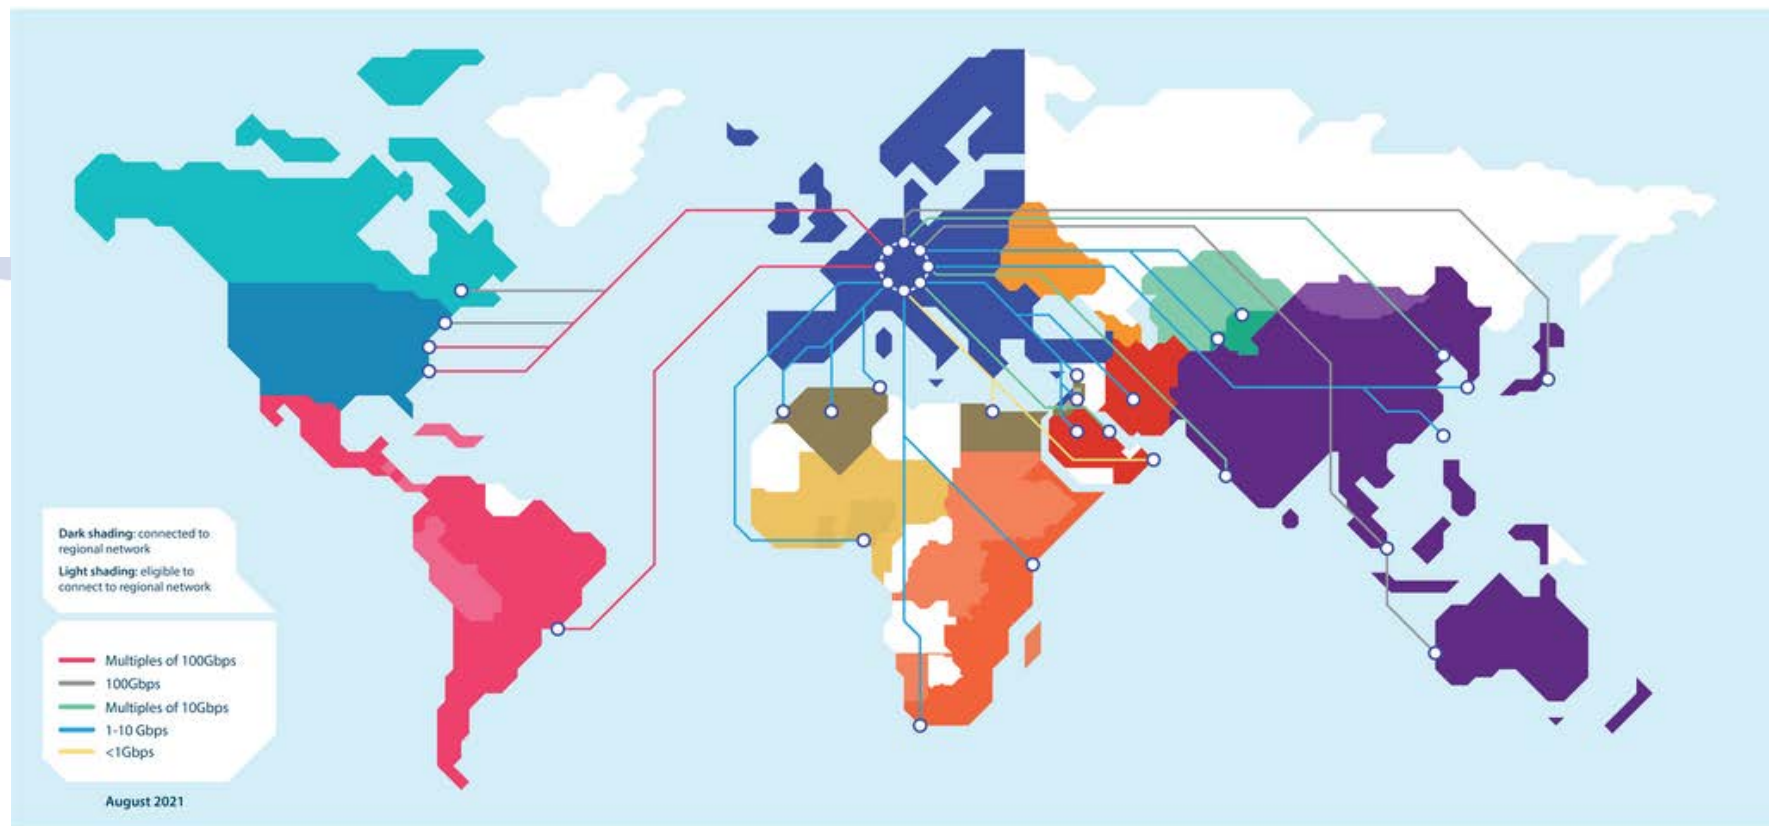 Dark shading: connected to
regional network
Light shading: eligible to
connect to regional network
Multiples of 100Gbps
100Gbps
Multiples of 10Gbps
1-10 Gbps
<1Gbps
August 2021